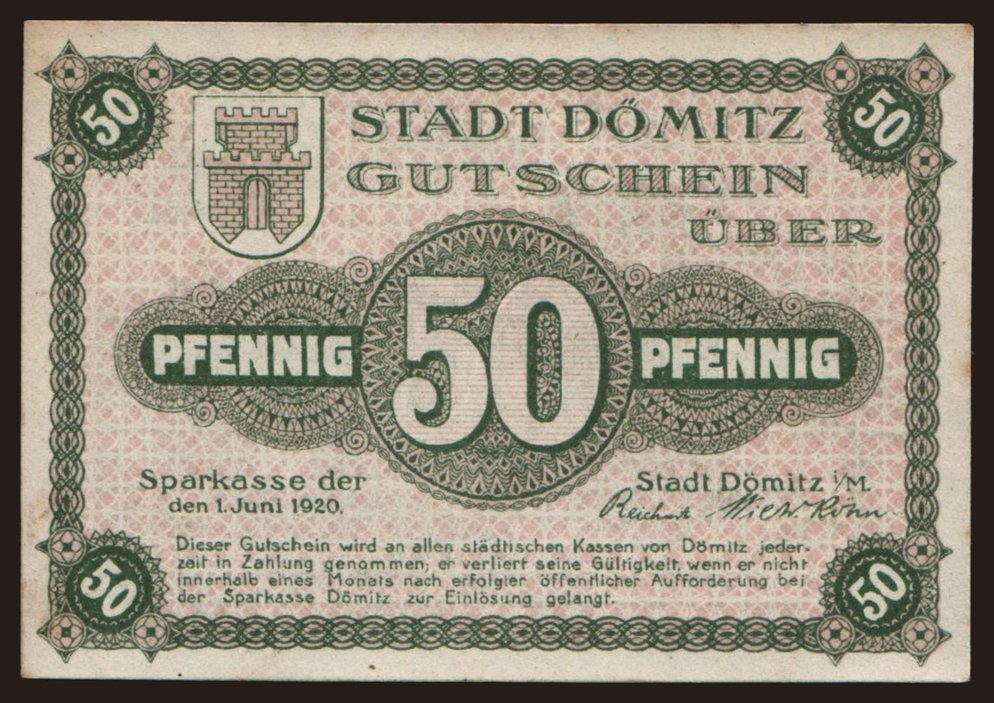 50
50
STADT DÖMITZ
GUTSCHEIN
ÜBER
PFENNIG 50 PFENNIG
Sparkasse der Stadt Dömitz i/M.
den 1. Juni 1920.
Dieser Gutschein wird an allen städtischen Kassen von Dömitz jeder-
zeit in Zahlung genommen; er verliert seine Gültigkeit, wenn er nicht
innerhalb eines Monats nach erfolgter öffentlicher Aufforderung bei
der Sparkasse Dömitz zur Einlösung gelangt.
50
50